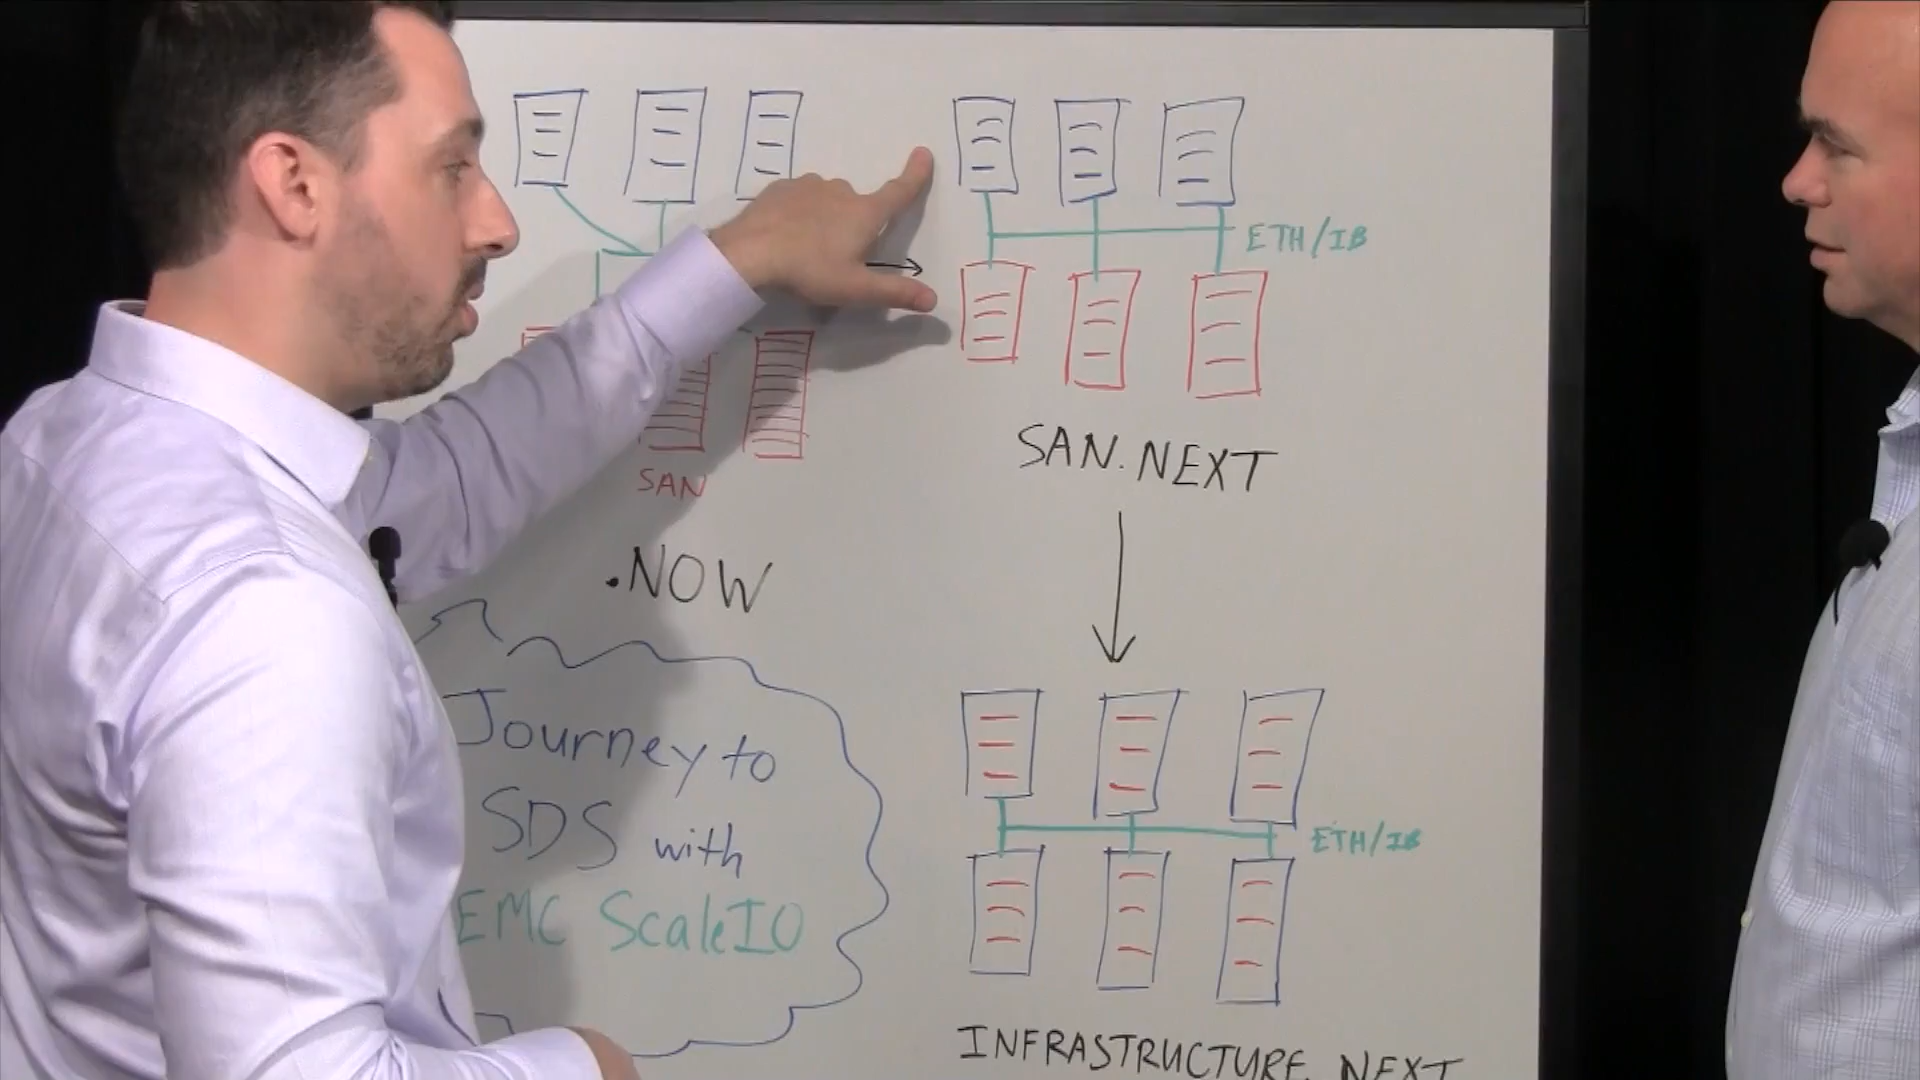 ETH/IB
SAN
SAN.NEXT
.NOW
Journey to
SDS with
EMC ScaleIO
ETH/IB
INFRASTRUCTURE.NEXT